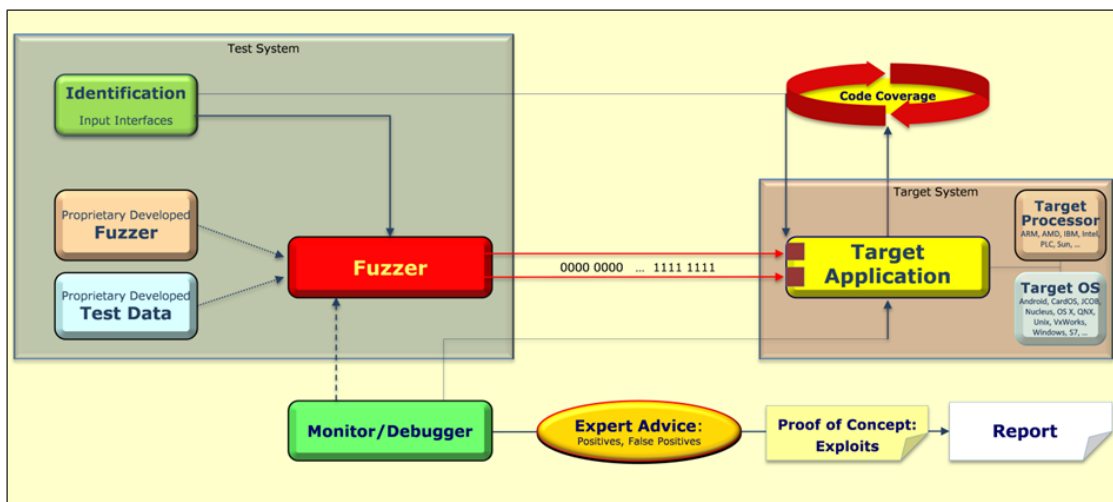 Test System
Identification
Input Interfaces
Code Coverage
Target System
Proprietary Developed
Fuzzer
Fuzzer
0000 0000 ... 1111 1111
Target
Application
Target
Processor
ARM, AMD, IBM, Intel,
PLC, Sun, ...
Proprietary Developed
Test Data
Target OS
Android, CardOS, JCOB,
Nucleus, OS X, QNX,
Unix, VxWorks,
Windows, S7, ...
Monitor/Debugger
Expert Advice:
Positives, False Positives
Proof of Concept:
Exploits
Report